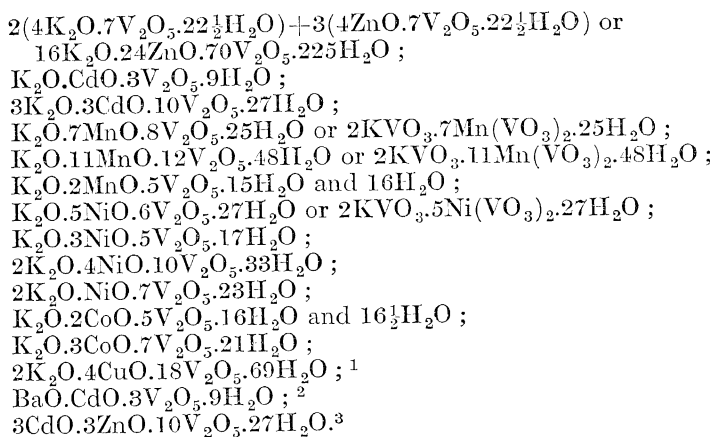 2(4K₂O.7V₂O₅.22½H₂O)+3(4ZnO.7V₂O₅.22½H₂O) or
16K₂O.24ZnO.70V₂O₅.225H₂O ;
K₂O.CdO.3V₂O₅.9H₂O ;
3K₂O.3CdO.10V₂O₅.27H₂O ;
K₂O.7MnO.8V₂O₅.25H₂O or 2KVO₃.7Mn(VO₃)₂.25H₂O ;
K₂O.11MnO.12V₂O₅.48H₂O or 2KVO₃.11Mn(VO₃)₂.48H₂O ;
K₂O.2MnO.5V₂O₅.15H₂O and 16H₂O ;
K₂O.5NiO.6V₂O₅.27H₂O or 2KVO₃.5Ni(VO₃)₂.27H₂O ;
K₂O.3NiO.5V₂O₅.17H₂O ;
2K₂O.4NiO.10V₂O₅.33H₂O ;
2K₂O.NiO.7V₂O₅.23H₂O ;
K₂O.2CoO.5V₂O₅.16H₂O and 16½H₂O ;
K₂O.3CoO.7V₂O₅.21H₂O ;
2K₂O.4CuO.18V₂O₅.69H₂O ; ¹
BaO.CdO.3V₂O₅.9H₂O ; ²
3CdO.3ZnO.10V₂O₅.27H₂O.³